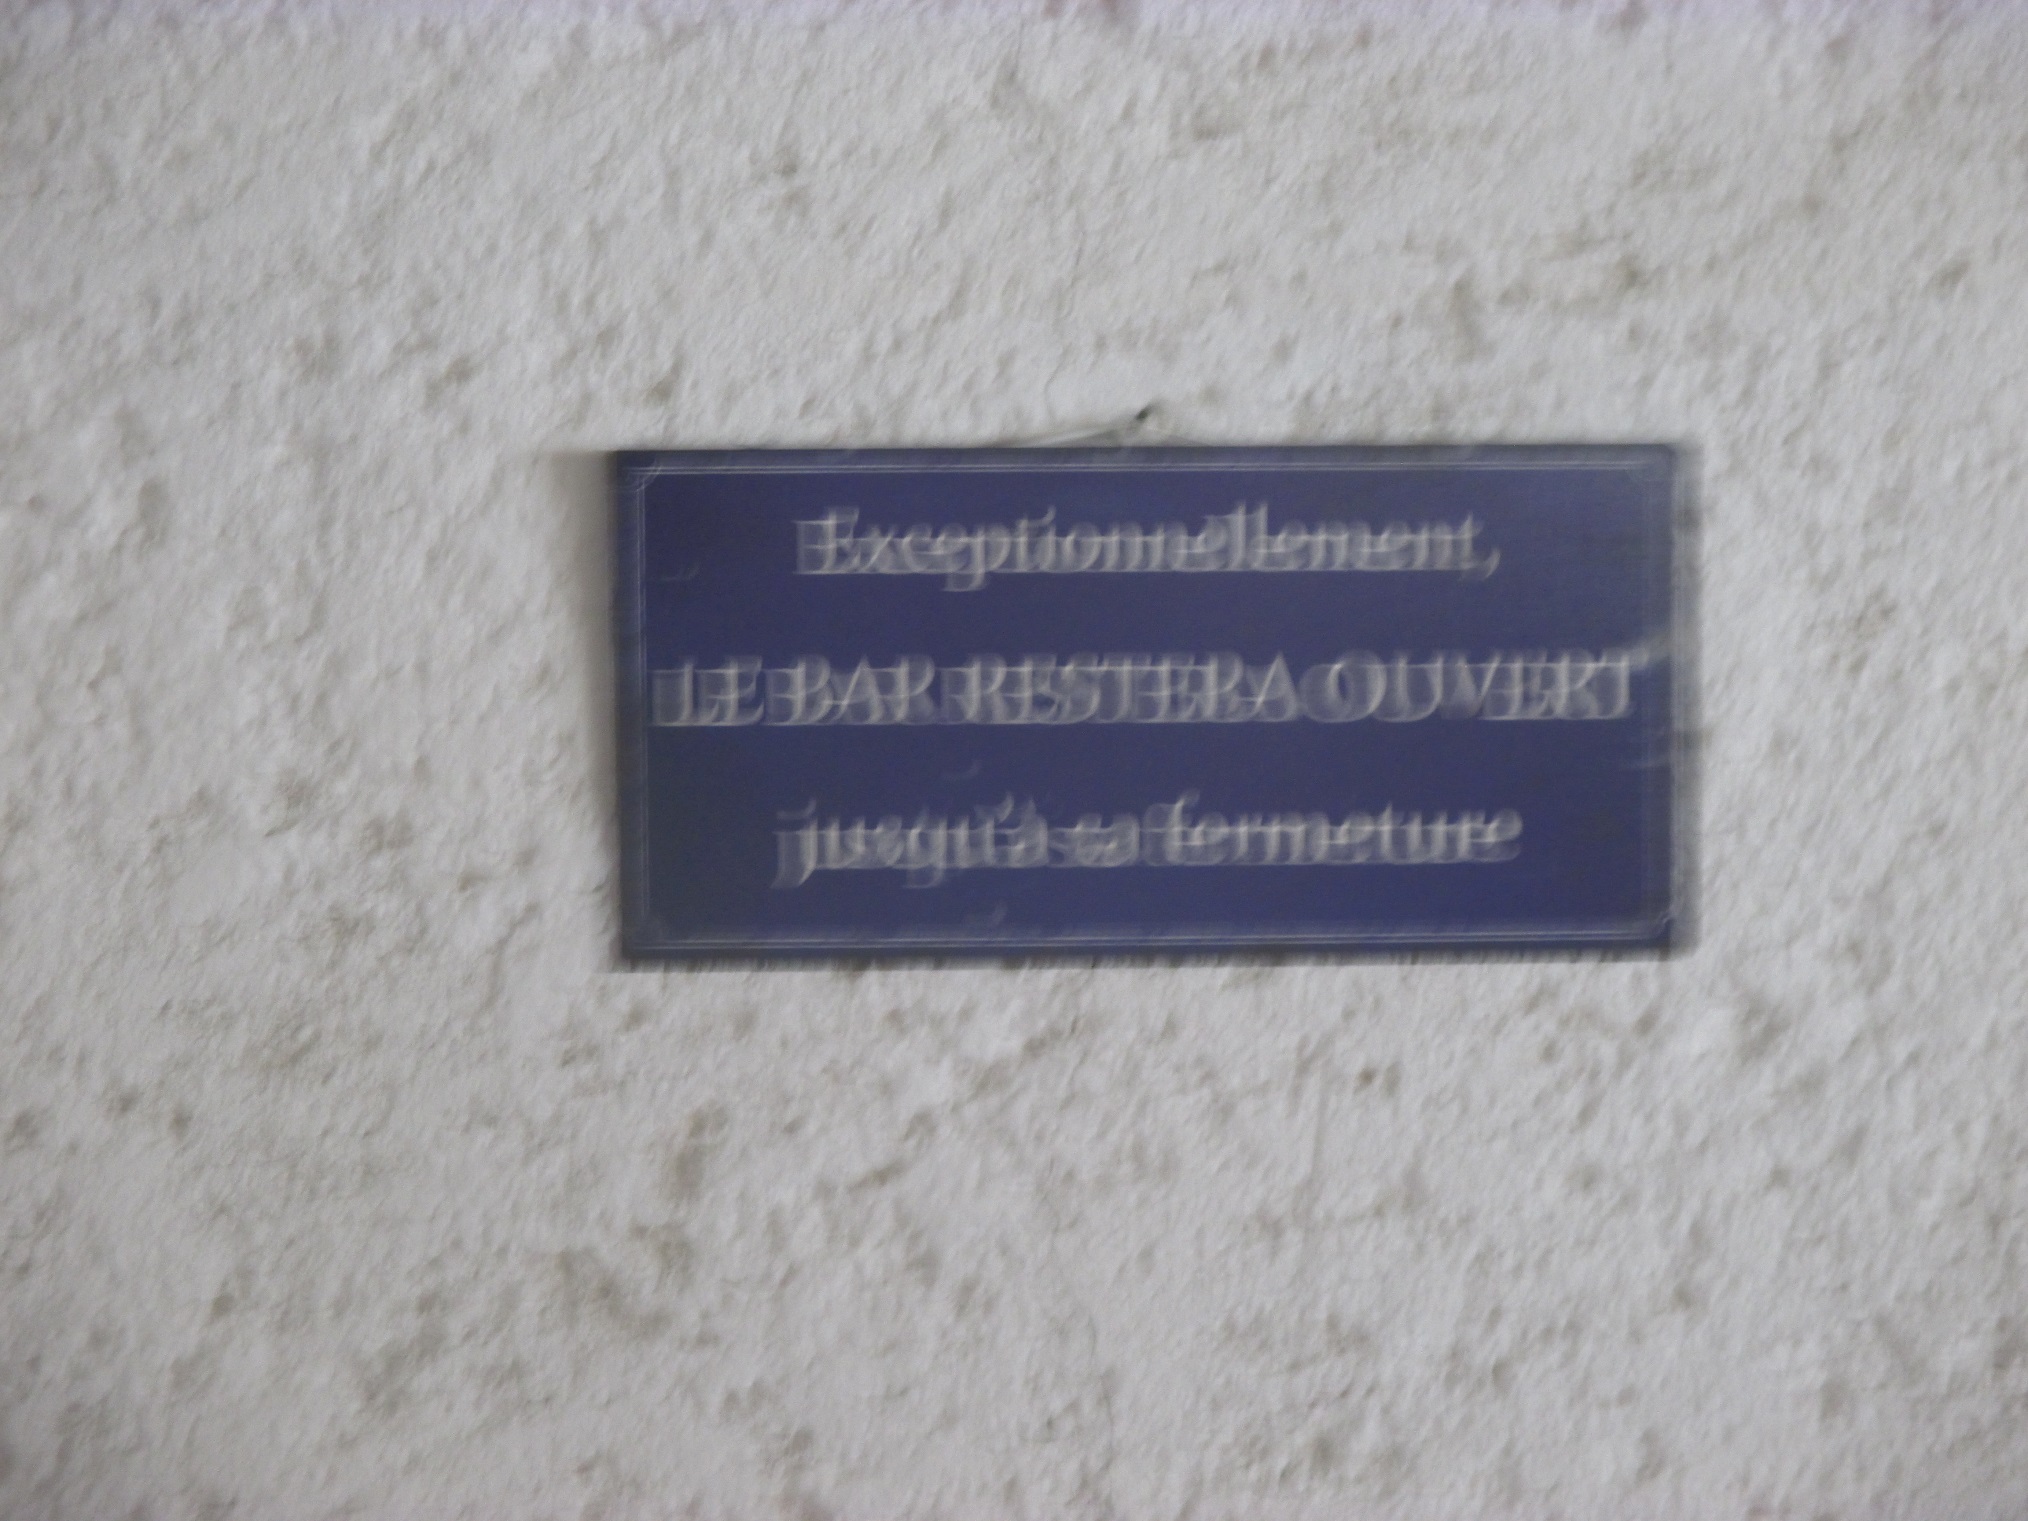 Exceptionnellement,
LE BAR RESTERA OUVERT
jusqu'à sa fermeture